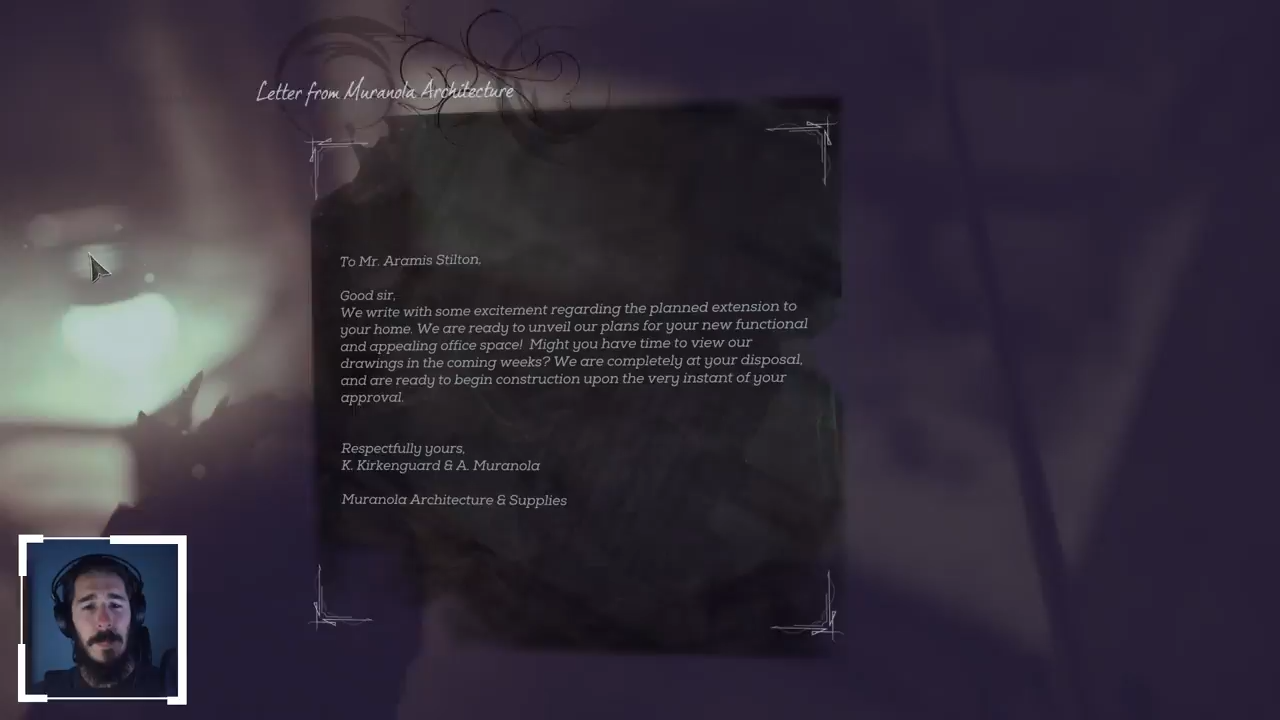 Letter from Muranola Architecture
To Mr. Aramis Stilton,
Good sir,
We write with some excitement regarding the planned extension to
your home. We are ready to unveil our plans for your new functional
and appealing office space! Might you have time to view our
drawings in the coming weeks? We are completely at your disposal,
and are ready to begin construction upon the very instant of your
approval.
Respectfully yours,
K. Kirkenguard & A. Muranola
Muranola Architecture & Supplies